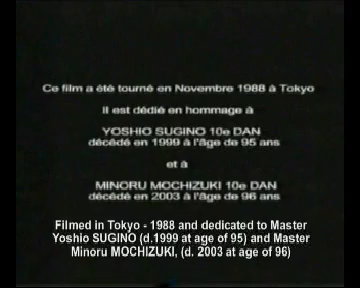 Ce film a été tourné en Novembre 1988 à Tokyo
Il est dédié en hommage à
YOSHIO SUGINO 10e DAN
décédé en 1999 à l'âge de 95 ans
et à
MINORU MOCHIZUKI 10e DAN
décédé en 2003 à l'âge de 96 ans
Filmed in Tokyo - 1988 and dedicated to Master
Yoshio SUGINO (d.1999 at age of 95) and Master
Minoru MOCHIZUKI, (d. 2003 at age of 96)